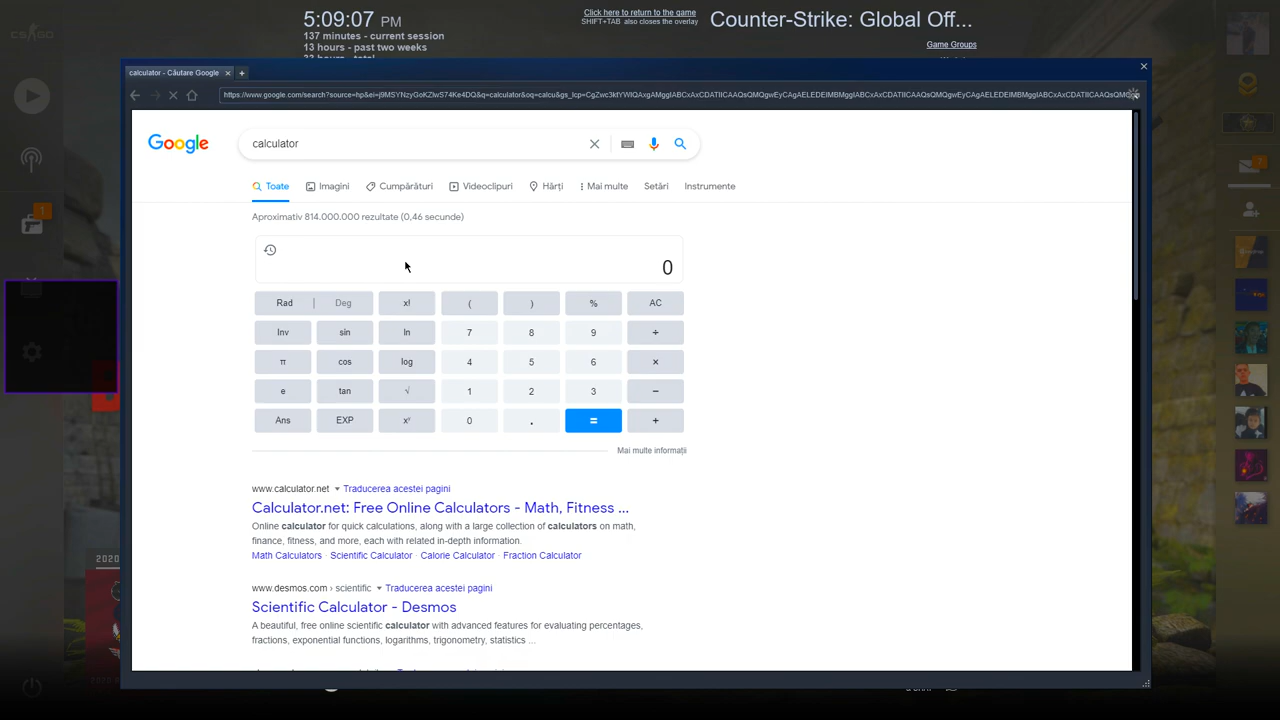 5:09:07 PM
137 minutes - current session
13 hours - past two weeks
Click here to return to the game
SHIFT+TAB also closes the overlay
Counter-Strike: Global Off...
Game Groups
CS:GO
calculator - Căutare Google
Google
calculator
Toate Imagini Cumpărături Videoclipuri Hărți Mai multe Setări Instrumente
Aproximativ 814.000.000 rezultate (0,46 secunde)
0
Rad | Deg x! ( ) % AC
Inv sin ln 7 8 9 ÷
π cos log 4 5 6 ×
e tan √ 1 2 3 −
Ans EXP xʸ 0 . = +
Mai multe informații
www.calculator.net Traducerea acestei pagini
Calculator.net: Free Online Calculators - Math, Fitness ...
Online calculator for quick calculations, along with a large collection of calculators on math,
finance, fitness, and more, each with related in-depth information.
Math Calculators · Scientific Calculator · Calorie Calculator · Fraction Calculator
www.desmos.com › scientific Traducerea acestei pagini
Scientific Calculator - Desmos
A beautiful, free online scientific calculator with advanced features for evaluating percentages,
fractions, exponential functions, logarithms, trigonometry, statistics ...
1
7
2020